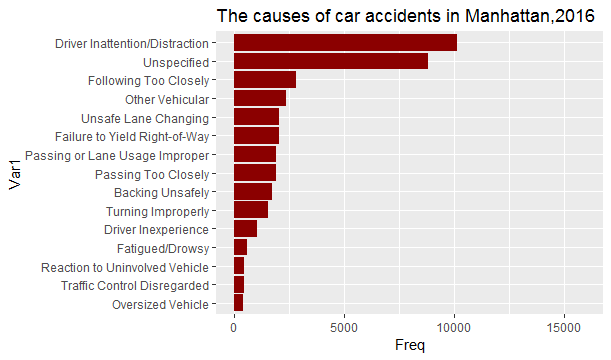 The causes of car accidents in Manhattan,2016
Driver Inattention/Distraction
Unspecified
Following Too Closely
Other Vehicular
Unsafe Lane Changing
Failure to Yield Right-of-Way
Passing or Lane Usage Improper
Passing Too Closely
Backing Unsafely
Turning Improperly
Driver Inexperience
Fatigued/Drowsy
Reaction to Uninvolved Vehicle
Traffic Control Disregarded
Oversized Vehicle
Var1
0 5000 10000 15000
Freq